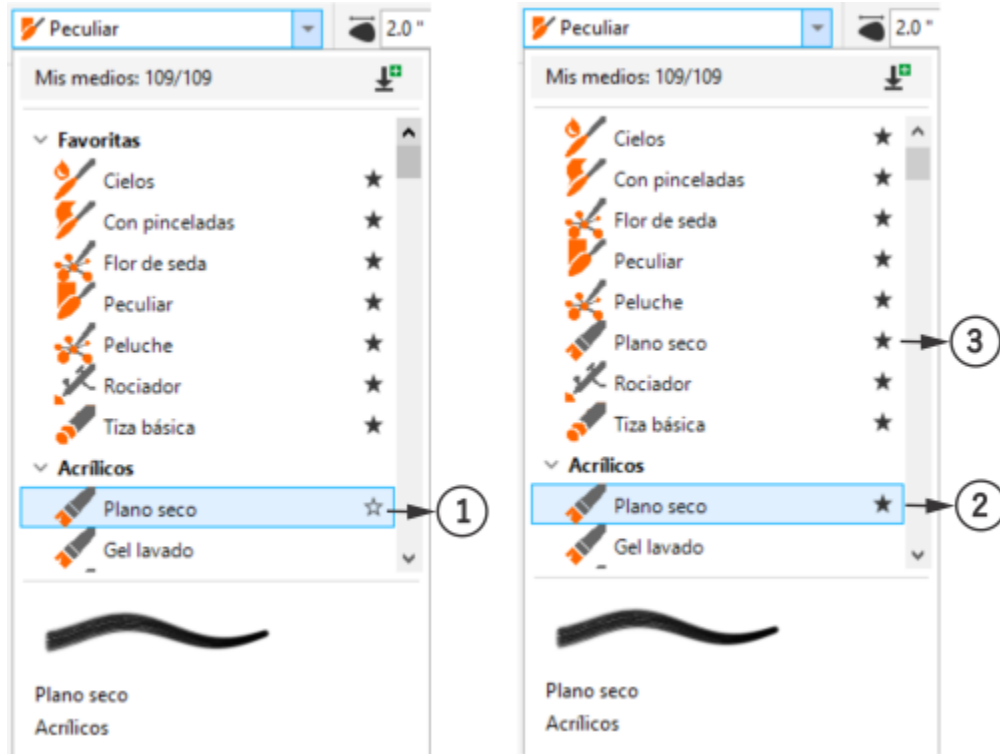 Peculiar
2.0 "
Mis medios: 109/109
Favoritas
Cielos
Con pinceladas
Flor de seda
Peculiar
Peluche
Rociador
Tiza básica
Acrílicos
Plano seco
1
Gel lavado
Plano seco
Acrílicos
Peculiar
2.0 "
Mis medios: 109/109
Cielos
Con pinceladas
Flor de seda
Peculiar
Peluche
Plano seco
3
Rociador
Tiza básica
Acrílicos
Plano seco
2
Gel lavado
Plano seco
Acrílicos